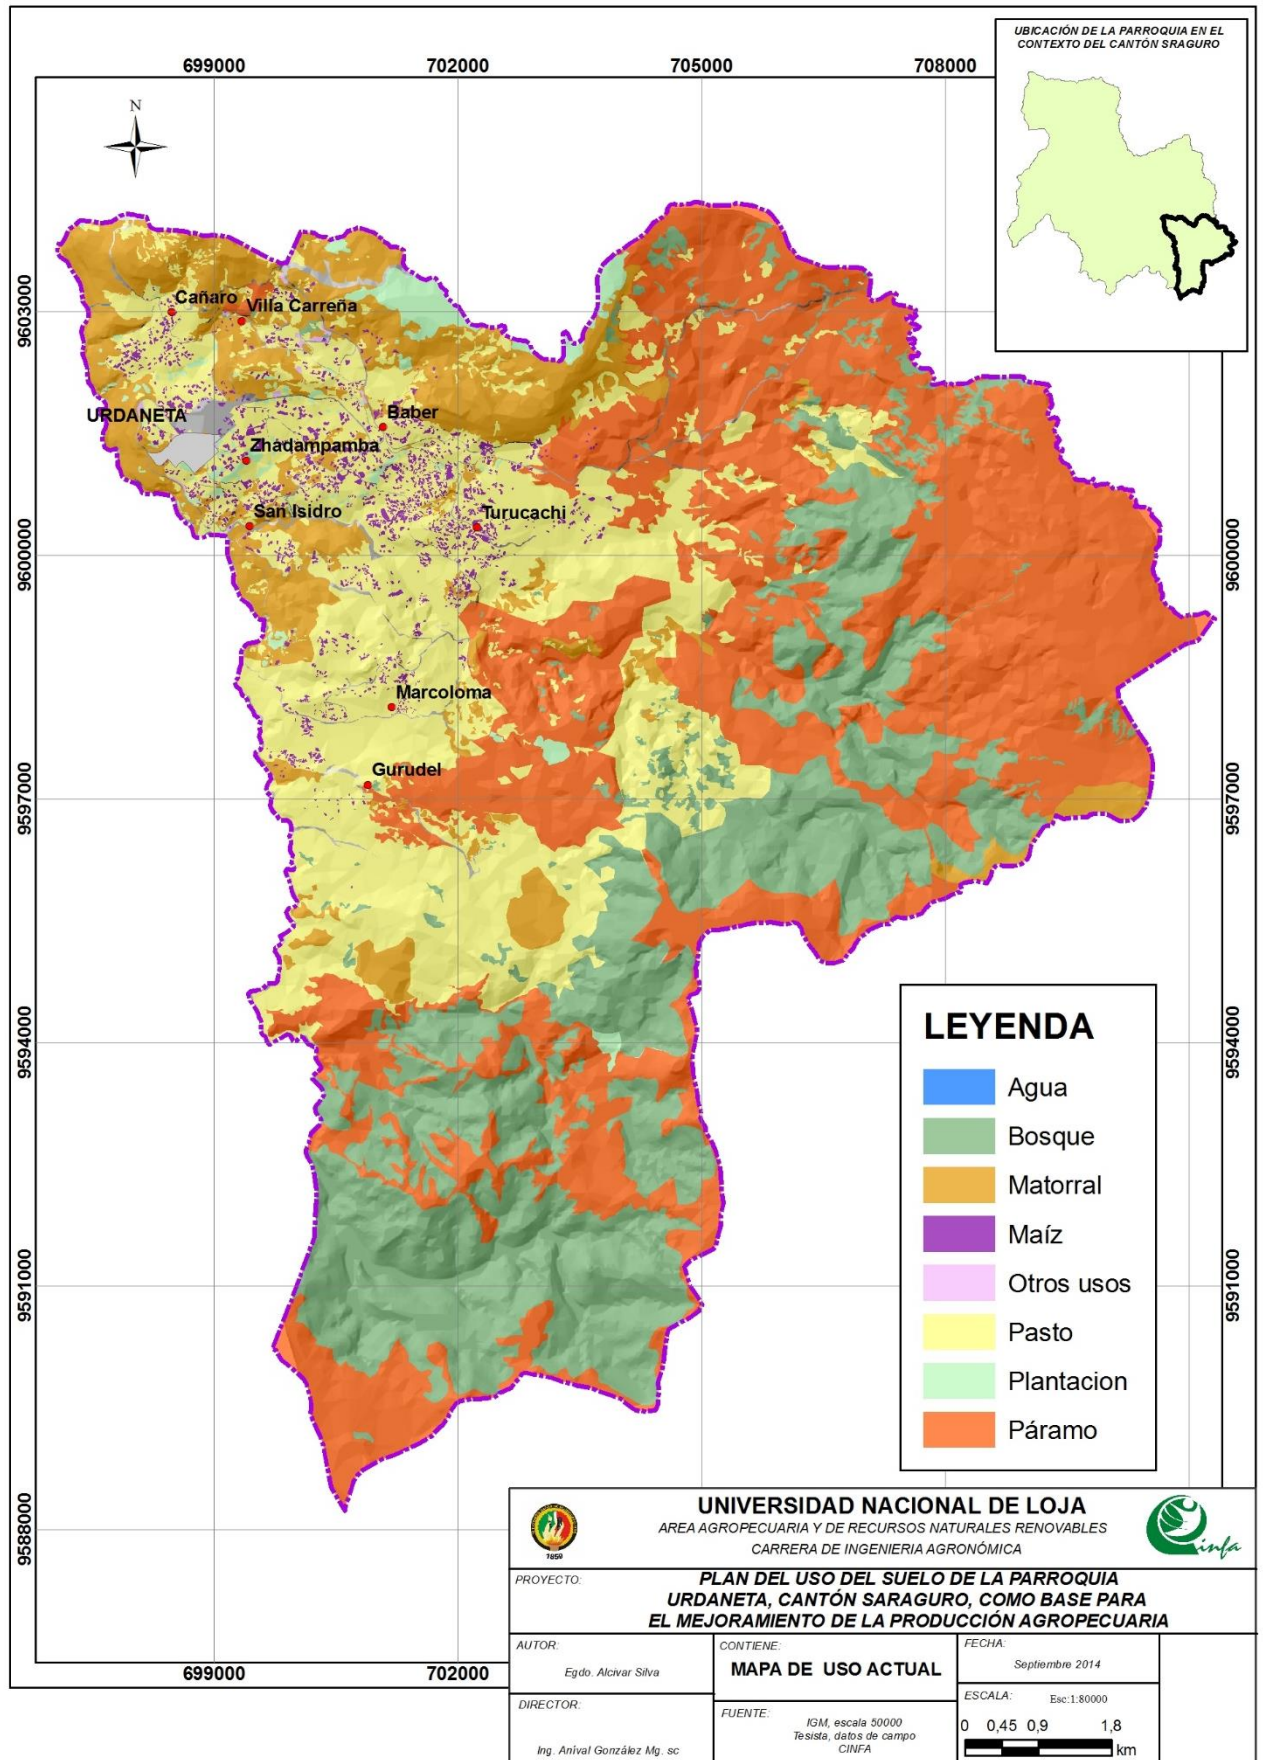 UBICACIÓN DE LA PARROQUIA EN EL
CONTEXTO DEL CANTÓN SRAGURO
699000
702000
705000
708000
N
9603000
9600000
9597000
9594000
9591000
9588000
Cañaro
Villa Carreña
URDANETA
Baber
Zhadampamba
San Isidro
Turucachi
Marcoloma
Gurudel
9603000
9600000
9597000
9594000
9591000
LEYENDA
Agua
Bosque
Matorral
Maíz
Otros usos
Pasto
Plantacion
Páramo
699000
702000
1859
UNIVERSIDAD NACIONAL DE LOJA
AREA AGROPECUARIA Y DE RECURSOS NATURALES RENOVABLES
CARRERA DE INGENIERIA AGRONÓMICA
Cinfa
PROYECTO:
PLAN DEL USO DEL SUELO DE LA PARROQUIA
URDANETA, CANTÓN SARAGURO, COMO BASE PARA
EL MEJORAMIENTO DE LA PRODUCCIÓN AGROPECUARIA
AUTOR:
Egdo. Alcivar Silva
CONTIENE:
MAPA DE USO ACTUAL
FECHA:
Septiembre 2014
DIRECTOR:
Ing. Aníval González Mg. sc
FUENTE:
IGM, escala 50000
Tesista, datos de campo
CINFA
ESCALA:
Esc:1:80000
0 0,45 0,9 1,8
km